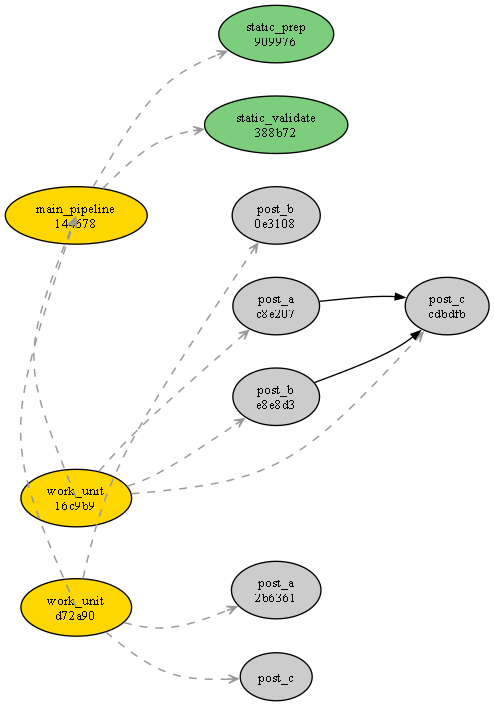 static_prep
909976
static_validate
388b72
main_pipeline
post_b
0e3108
post_a
c8e207
post_c
cdbdfb
post_b
e8e8d3
work_unit
16c9b9
work_unit
d72a90
post_a
2b6361
post_c